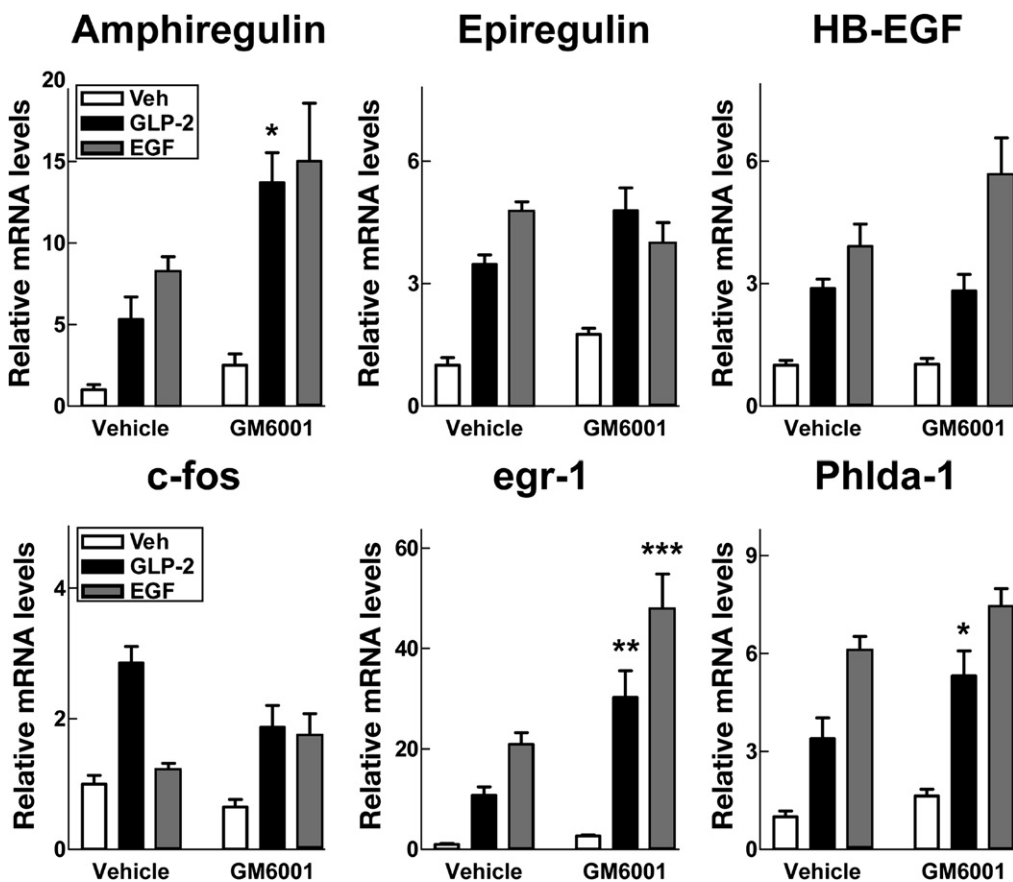 Amphiregulin
Relative mRNA levels
20
15
10
5
0
Veh
GLP-2
EGF
*
Vehicle GM6001
Epiregulin
Relative mRNA levels
6
3
0
Vehicle GM6001
HB-EGF
Relative mRNA levels
6
3
0
Vehicle GM6001
c-fos
Relative mRNA levels
4
2
0
Veh
GLP-2
EGF
Vehicle GM6001
egr-1
Relative mRNA levels
60
40
20
0
**
***
Vehicle GM6001
Phlda-1
Relative mRNA levels
9
6
3
0
*
Vehicle GM6001